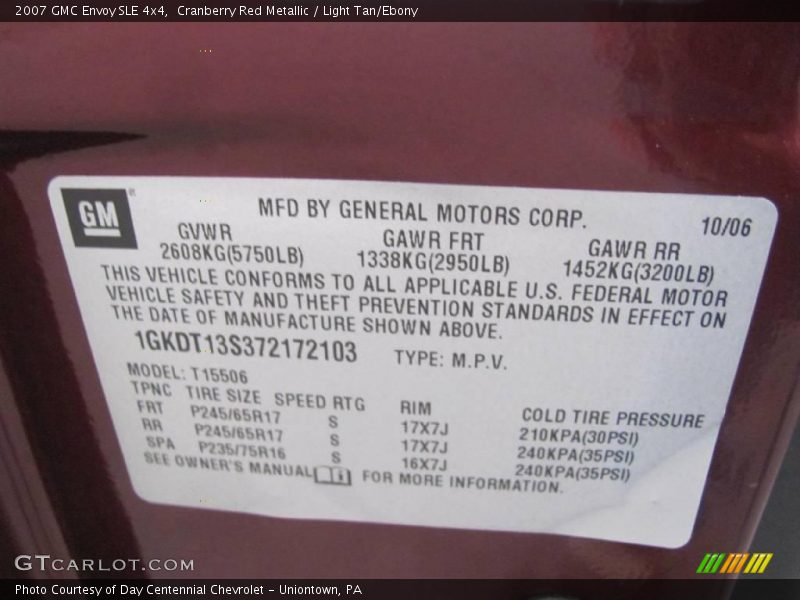 2007 GMC Envoy SLE 4x4,  Cranberry Red Metallic / Light Tan/Ebony
GM
MFD BY GENERAL MOTORS CORP.
10/06
GVWR GAWR FRT GAWR RR
2608KG(5750LB) 1338KG(2950LB) 1452KG(3200LB)
THIS VEHICLE CONFORMS TO ALL APPLICABLE U.S. FEDERAL MOTOR
VEHICLE SAFETY AND THEFT PREVENTION STANDARDS IN EFFECT ON
THE DATE OF MANUFACTURE SHOWN ABOVE.
1GKDT13S372172103 TYPE: M.P.V.
MODEL: T15506
TPNC TIRE SIZE SPEED RTG RIM COLD TIRE PRESSURE
FRT P245/65R17 S 17X7J 210KPA(30PSI)
RR P245/65R17 S 17X7J 240KPA(35PSI)
SPA P235/75R16 S 16X7J 240KPA(35PSI)
SEE OWNER'S MANUAL FOR MORE INFORMATION.
GTCARLOT.COM
Photo Courtesy of Day Centennial Chevrolet - Uniontown, PA